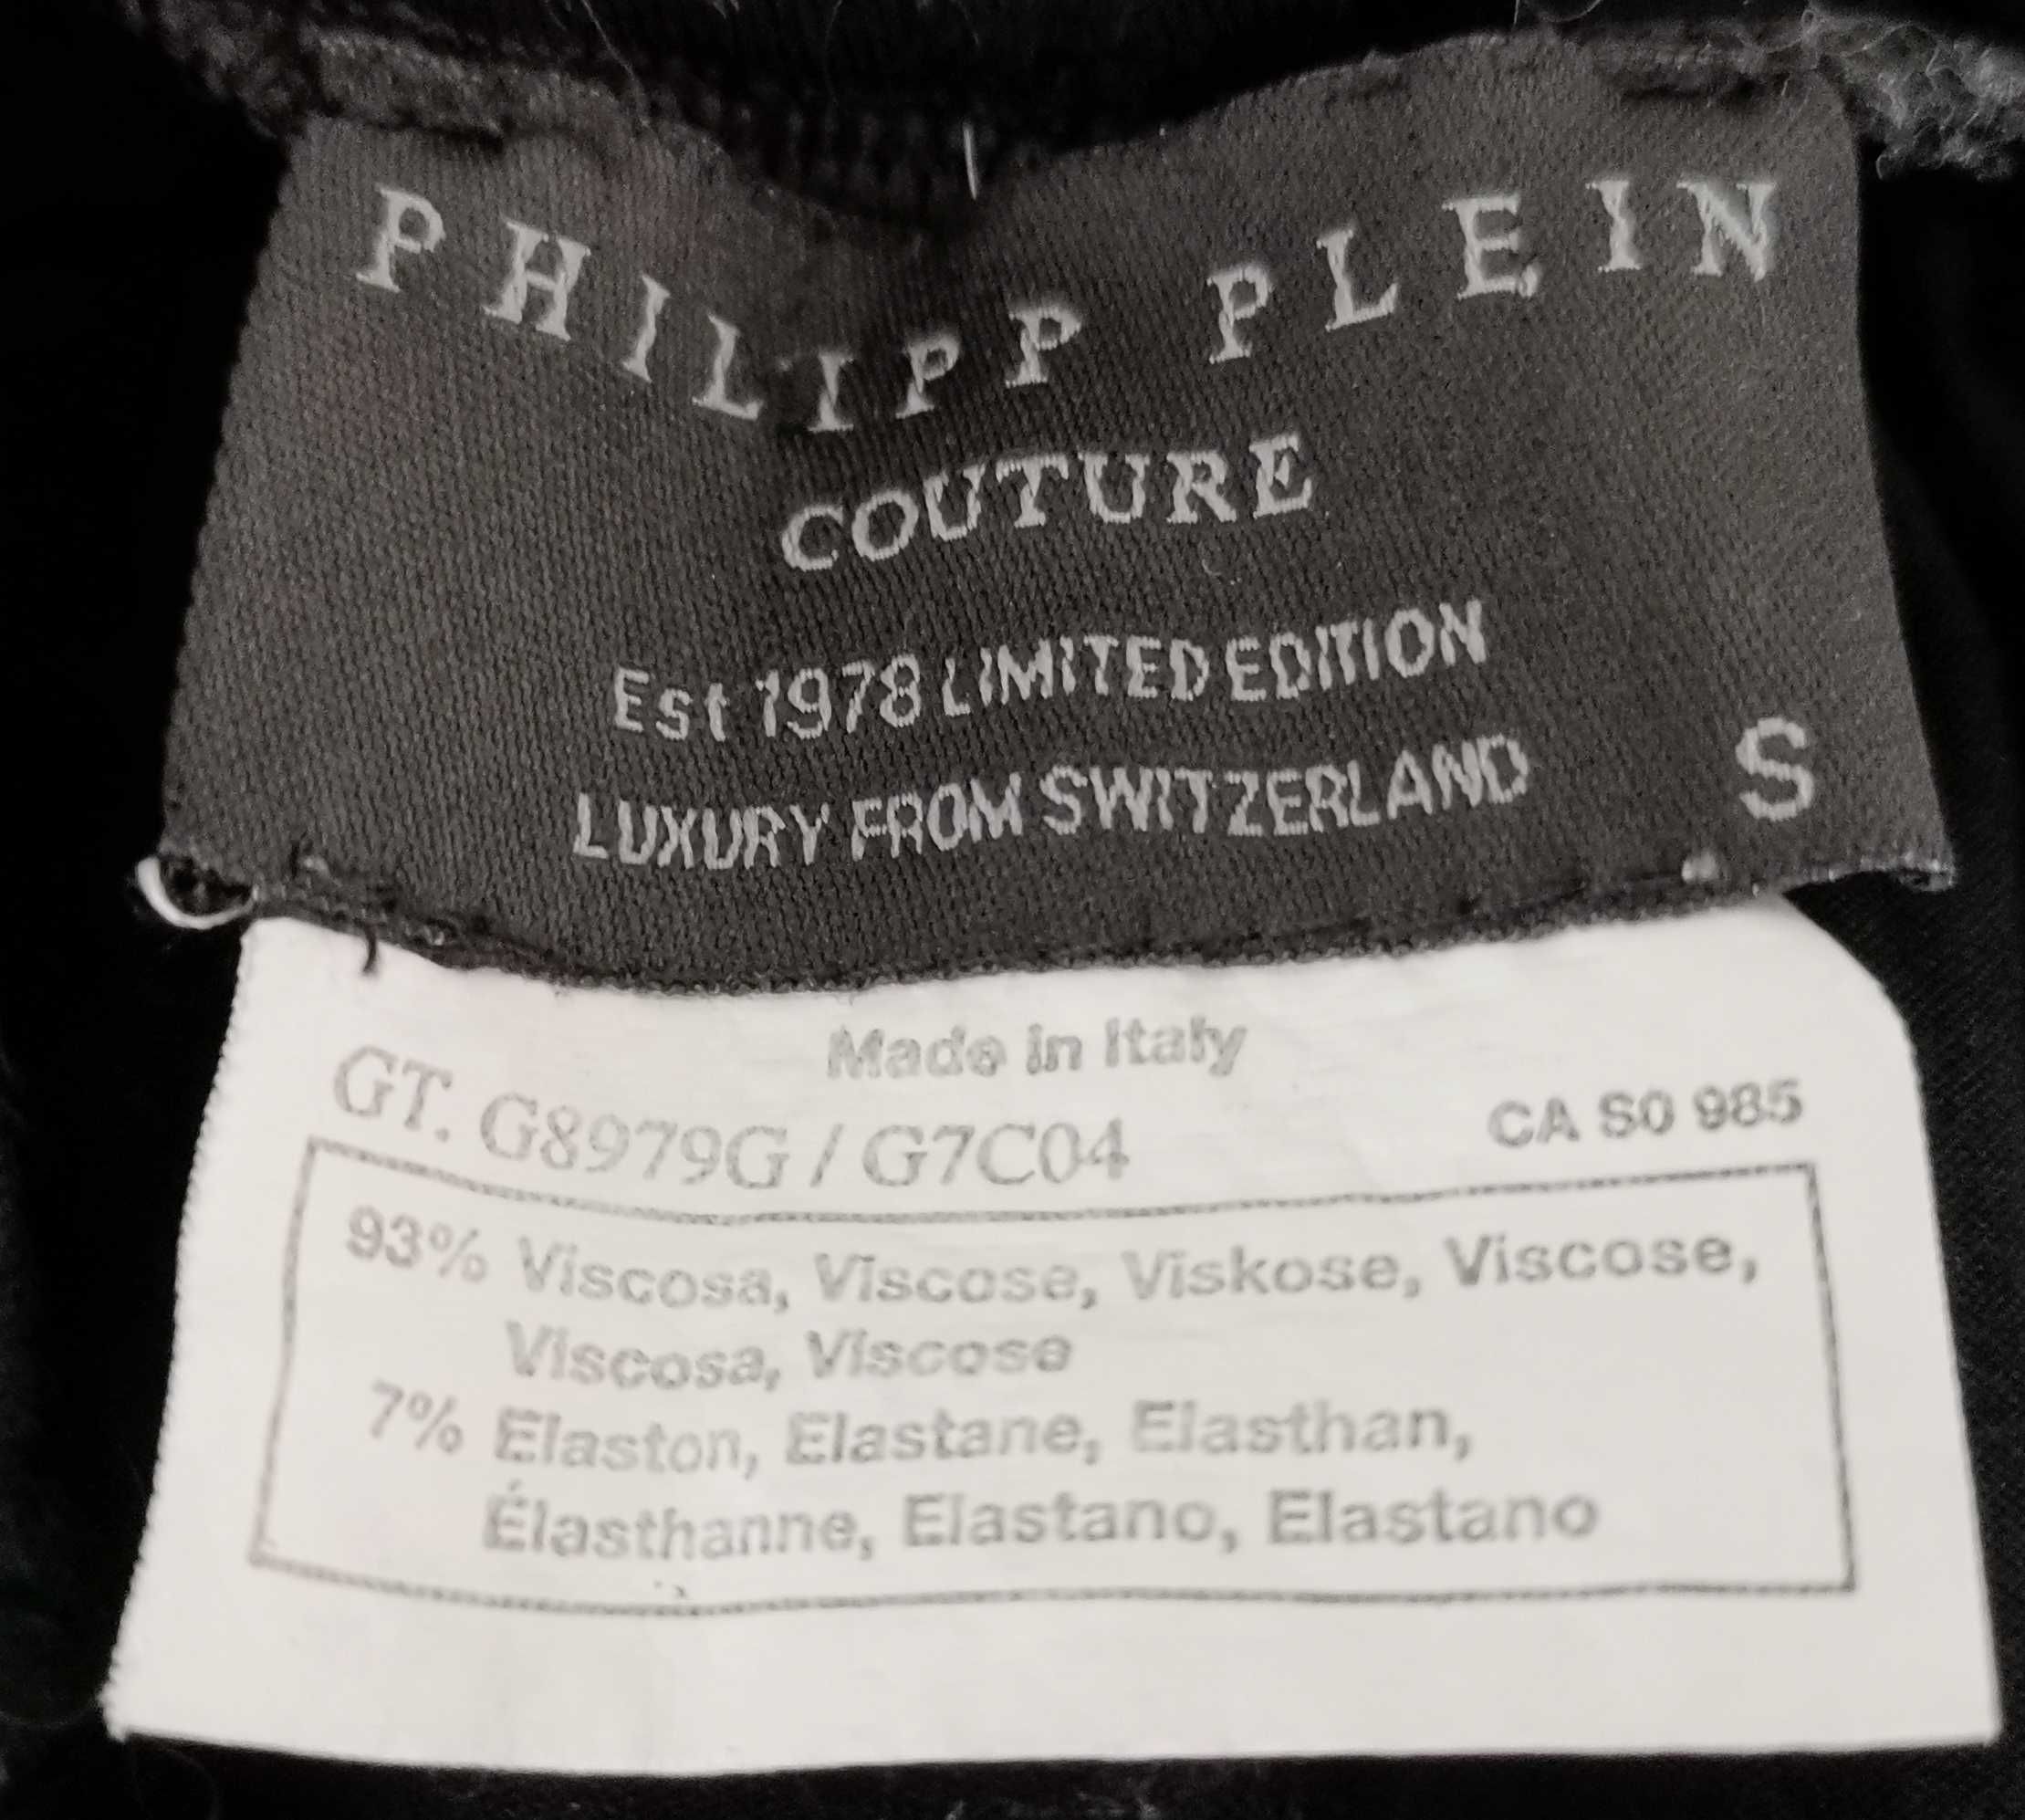 PHILIPP PLEIN
COUTURE
Est 1978 LIMITED EDITION
LUXURY FROM SWITZERLAND
S
Made in Italy
GT. G8979G / G7C04
CA S0 985
93% Viscosa, Viscose, Viskose, Viscose,
Viscosa, Viscose
7% Elaston, Elastane, Elasthan,
Élasthanne, Elastano, Elastano